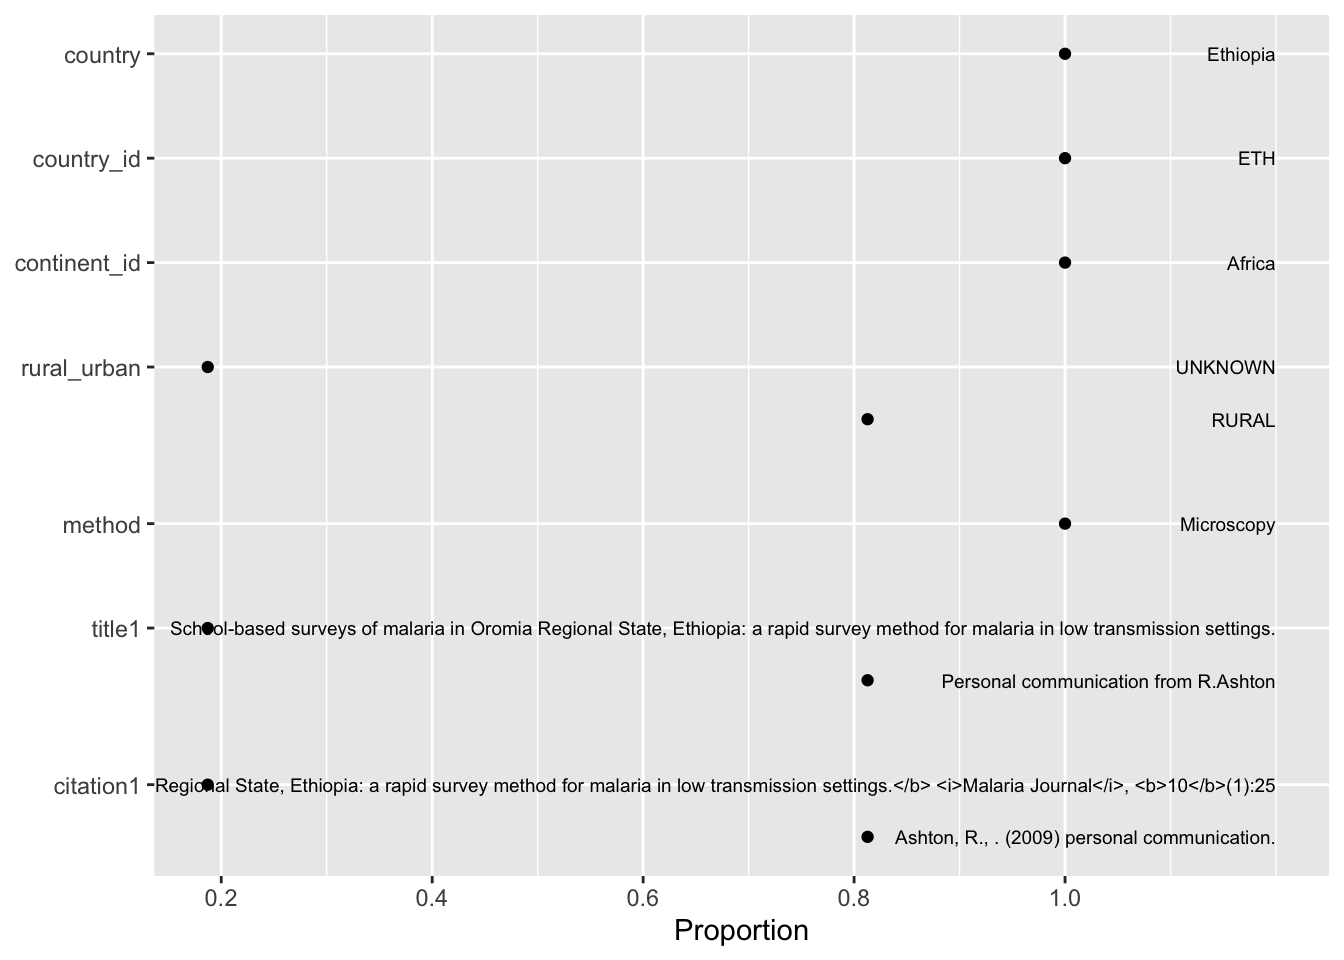 country
Ethiopia
country_id
ETH
continent_id
Africa
rural_urban
UNKNOWN
RURAL
method
Microscopy
title1
School-based surveys of malaria in Oromia Regional State, Ethiopia: a rapid survey method for malaria in low transmission settings.
Personal communication from R.Ashton
citation1
Regional State, Ethiopia: a rapid survey method for malaria in low transmission settings.</b> <i>Malaria Journal</i>, <b>10</b>(1):25
Ashton, R., . (2009) personal communication.
0.2 0.4 0.6 0.8 1.0
Proportion